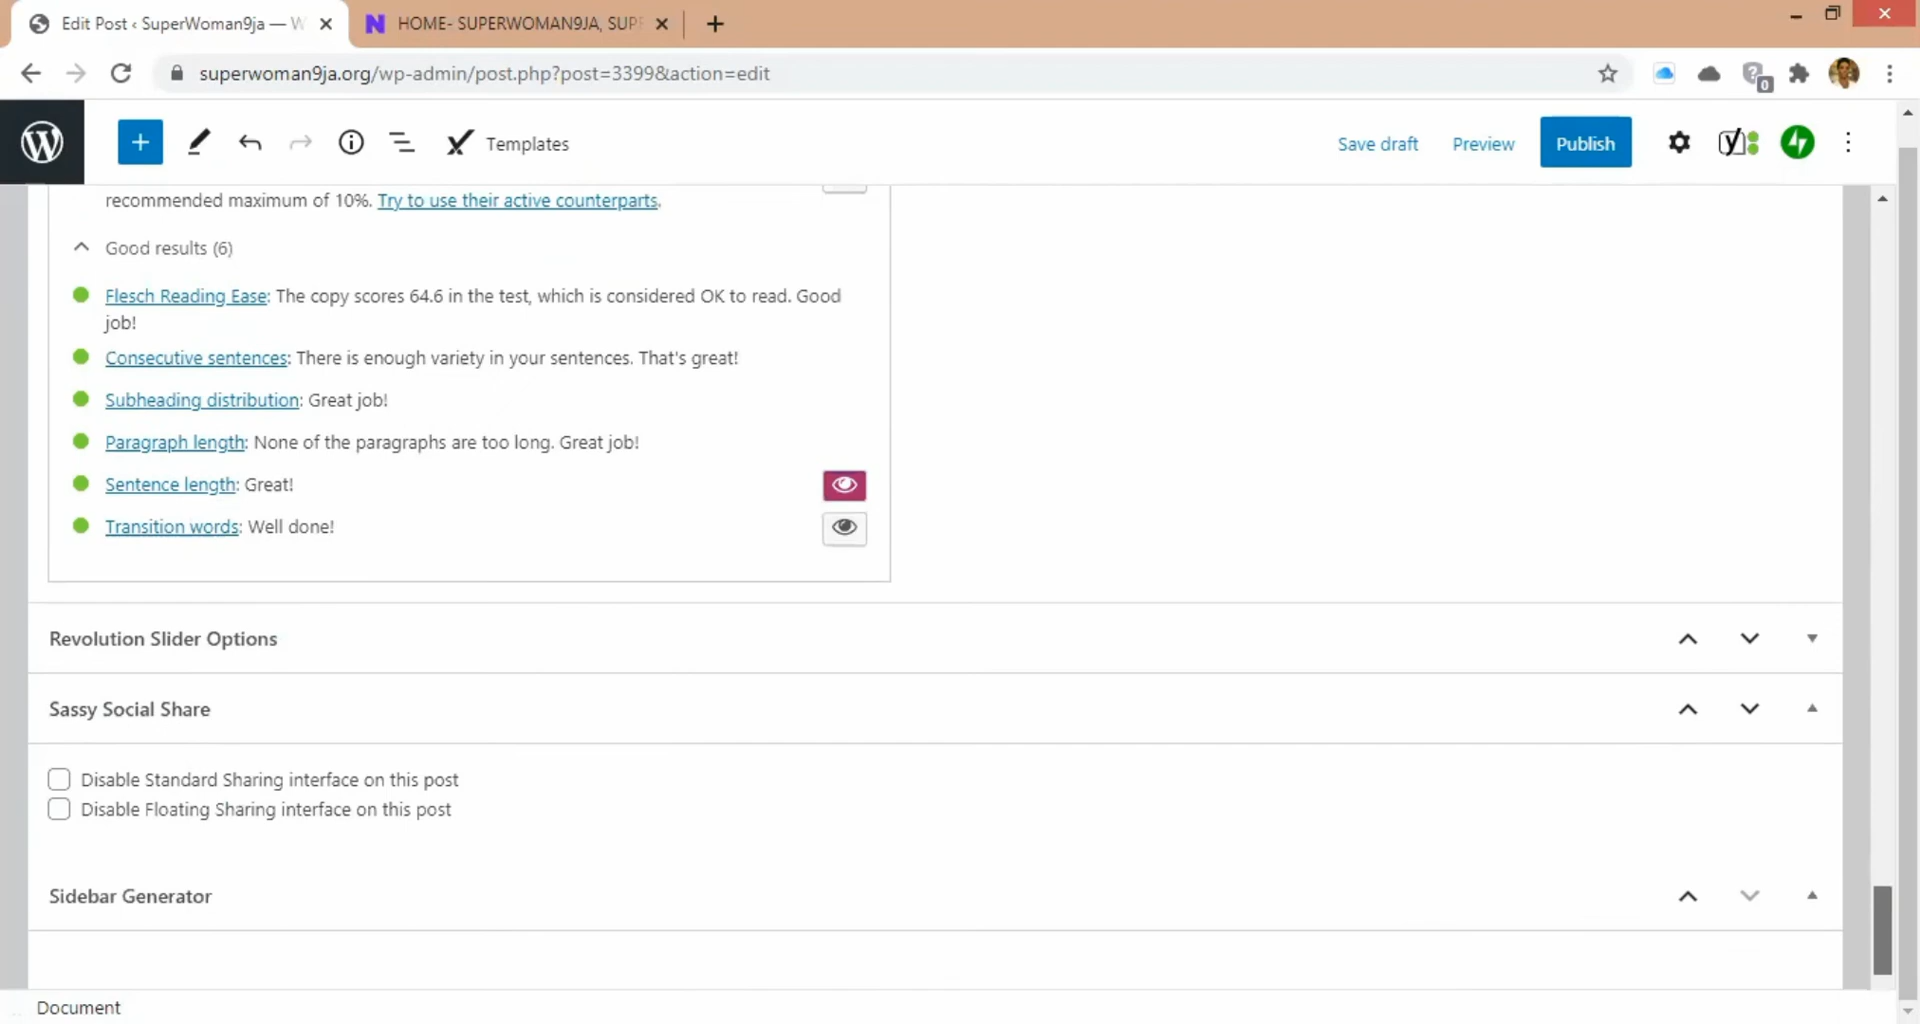 Edit Post ‹ SuperWoman9ja — W
HOME- SUPERWOMAN9JA, SUP
superwoman9ja.org/wp-admin/post.php?post=3399&action=edit
0
Templates
Save draft
Preview
Publish
recommended maximum of 10%. Try to use their active counterparts.
Good results (6)
Flesch Reading Ease: The copy scores 64.6 in the test, which is considered OK to read. Good
job!
Consecutive sentences: There is enough variety in your sentences. That's great!
Subheading distribution: Great job!
Paragraph length: None of the paragraphs are too long. Great job!
Sentence length: Great!
Transition words: Well done!
Revolution Slider Options
Sassy Social Share
Disable Standard Sharing interface on this post
Disable Floating Sharing interface on this post
Sidebar Generator
Document